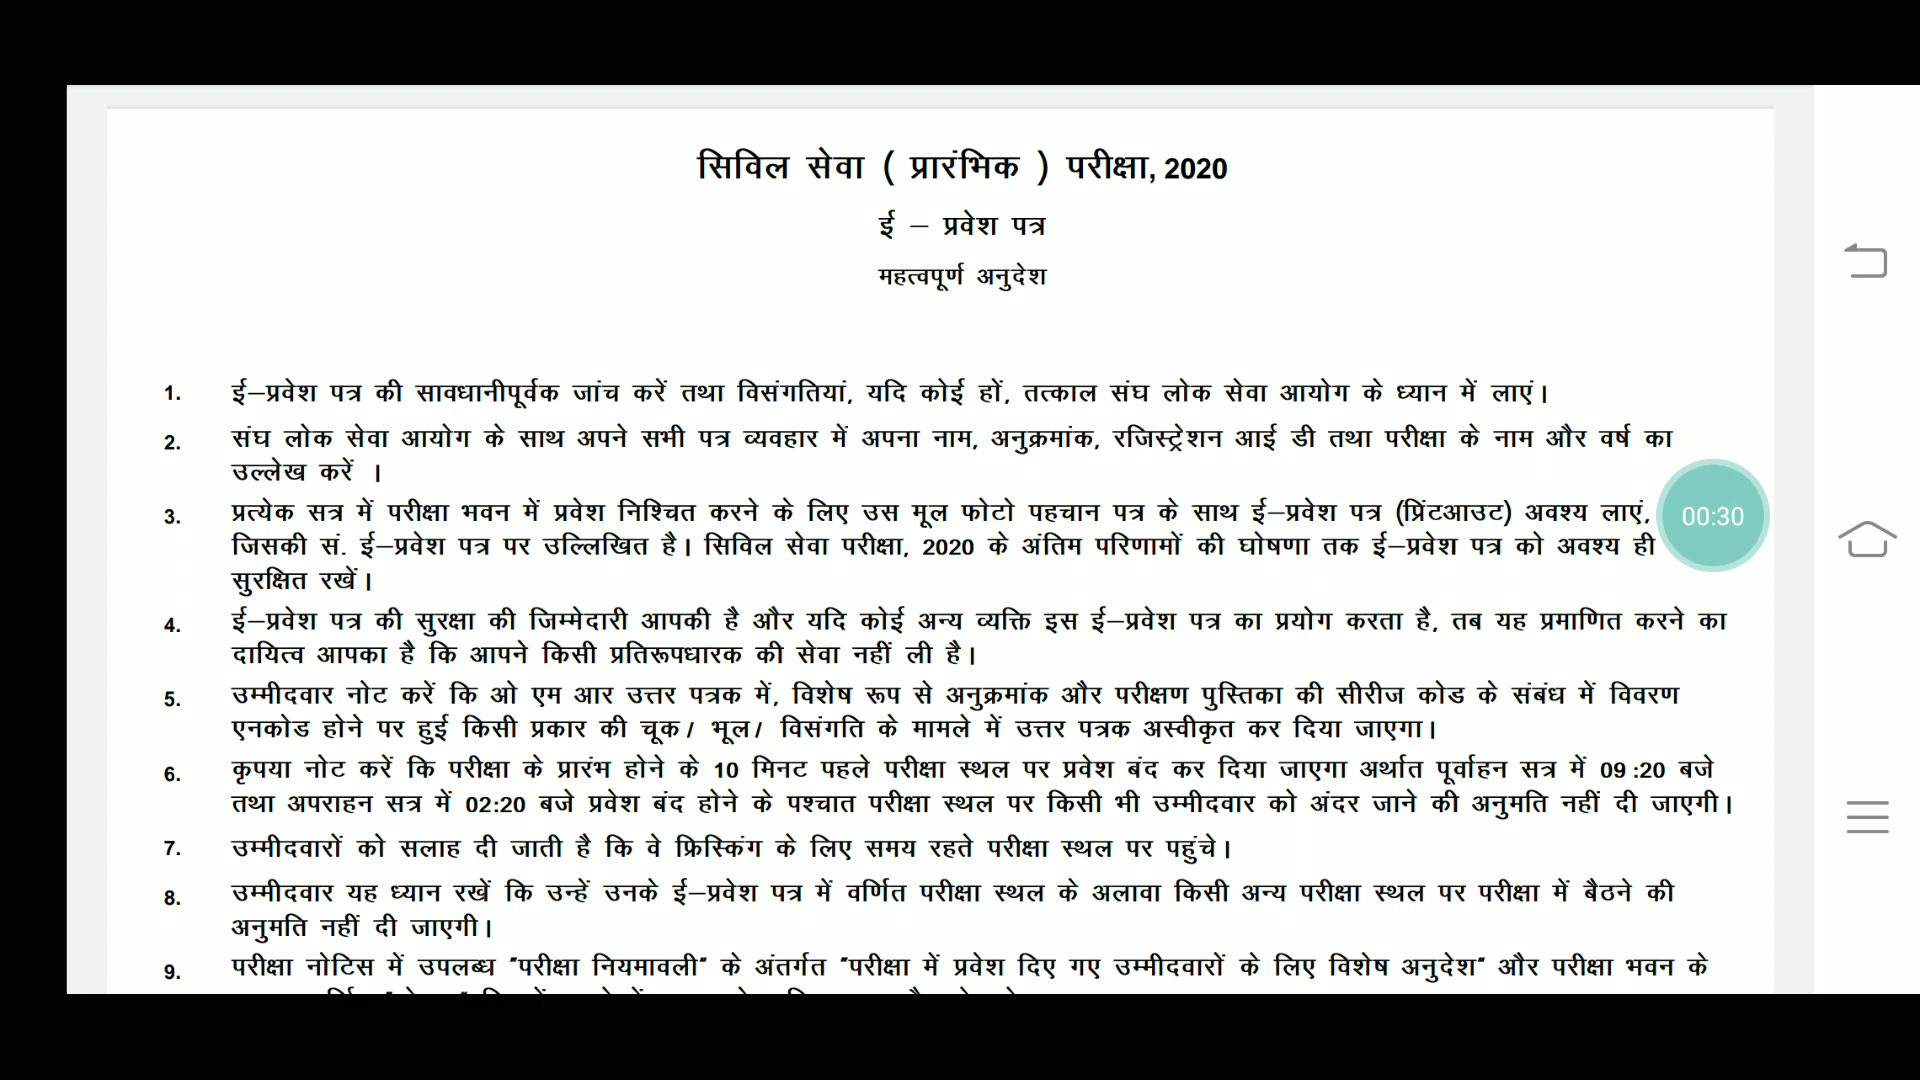 सिविल सेवा ( प्रारंभिक ) परीक्षा, 2020
ई – प्रवेश पत्र
महत्वपूर्ण अनुदेश
1. ई–प्रवेश पत्र की सावधानीपूर्वक जांच करें तथा विसंगतियां, यदि कोई हों, तत्काल संघ लोक सेवा आयोग के ध्यान में लाएं।
2. संघ लोक सेवा आयोग के साथ अपने सभी पत्र व्यवहार में अपना नाम, अनुक्रमांक, रजिस्ट्रेशन आई डी तथा परीक्षा के नाम और वर्ष का
उल्लेख करें ।
3. प्रत्येक सत्र में परीक्षा भवन में प्रवेश निश्चित करने के लिए उस मूल फोटो पहचान पत्र के साथ ई–प्रवेश पत्र (प्रिंटआउट) अवश्य लाएं,
जिसकी सं. ई–प्रवेश पत्र पर उल्लिखित है। सिविल सेवा परीक्षा, 2020 के अंतिम परिणामों की घोषणा तक ई–प्रवेश पत्र को अवश्य ही
सुरक्षित रखें।
00:30
4. ई–प्रवेश पत्र की सुरक्षा की जिम्मेदारी आपकी है और यदि कोई अन्य व्यक्ति इस ई–प्रवेश पत्र का प्रयोग करता है, तब यह प्रमाणित करने का
दायित्व आपका है कि आपने किसी प्रतिरूपधारक की सेवा नहीं ली है।
5. उम्मीदवार नोट करें कि ओ एम आर उत्तर पत्रक में, विशेष रूप से अनुक्रमांक और परीक्षण पुस्तिका की सीरीज कोड के संबंध में विवरण
एनकोड होने पर हुई किसी प्रकार की चूक/ भूल/ विसंगति के मामले में उत्तर पत्रक अस्वीकृत कर दिया जाएगा।
6. कृपया नोट करें कि परीक्षा के प्रारंभ होने के 10 मिनट पहले परीक्षा स्थल पर प्रवेश बंद कर दिया जाएगा अर्थात पूर्वाहन सत्र में 09 :20 बजे
तथा अपराहन सत्र में 02:20 बजे प्रवेश बंद होने के पश्चात परीक्षा स्थल पर किसी भी उम्मीदवार को अंदर जाने की अनुमति नहीं दी जाएगी।
7. उम्मीदवारों को सलाह दी जाती है कि वे फ्रिस्किंग के लिए समय रहते परीक्षा स्थल पर पहुंचे।
8. उम्मीदवार यह ध्यान रखें कि उन्हें उनके ई–प्रवेश पत्र में वर्णित परीक्षा स्थल के अलावा किसी अन्य परीक्षा स्थल पर परीक्षा में बैठने की
अनुमति नहीं दी जाएगी।
9. परीक्षा नोटिस में उपलब्ध "परीक्षा नियमावली" के अंतर्गत "परीक्षा में प्रवेश दिए गए उम्मीदवारों के लिए विशेष अनुदेश" और परीक्षा भवन के